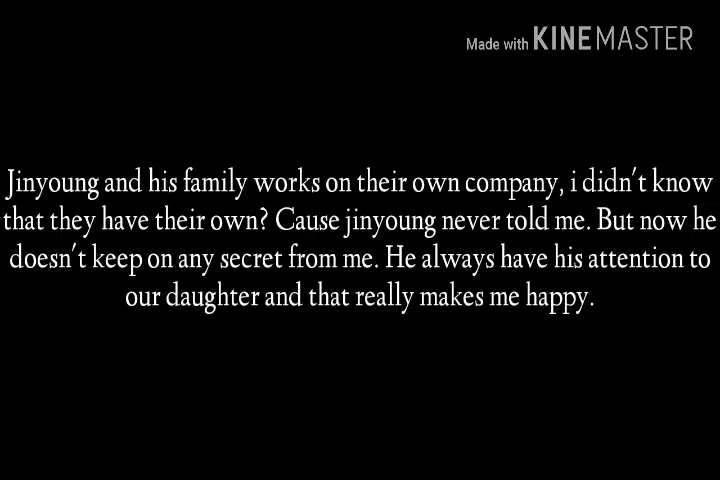 Made with KINEMASTER
Jinyoung and his family works on their own company, i didn't know
that they have their own? Cause jinyoung never told me. But now he
doesn't keep on any secret from me. He always have his attention to
our daughter and that really makes me happy.